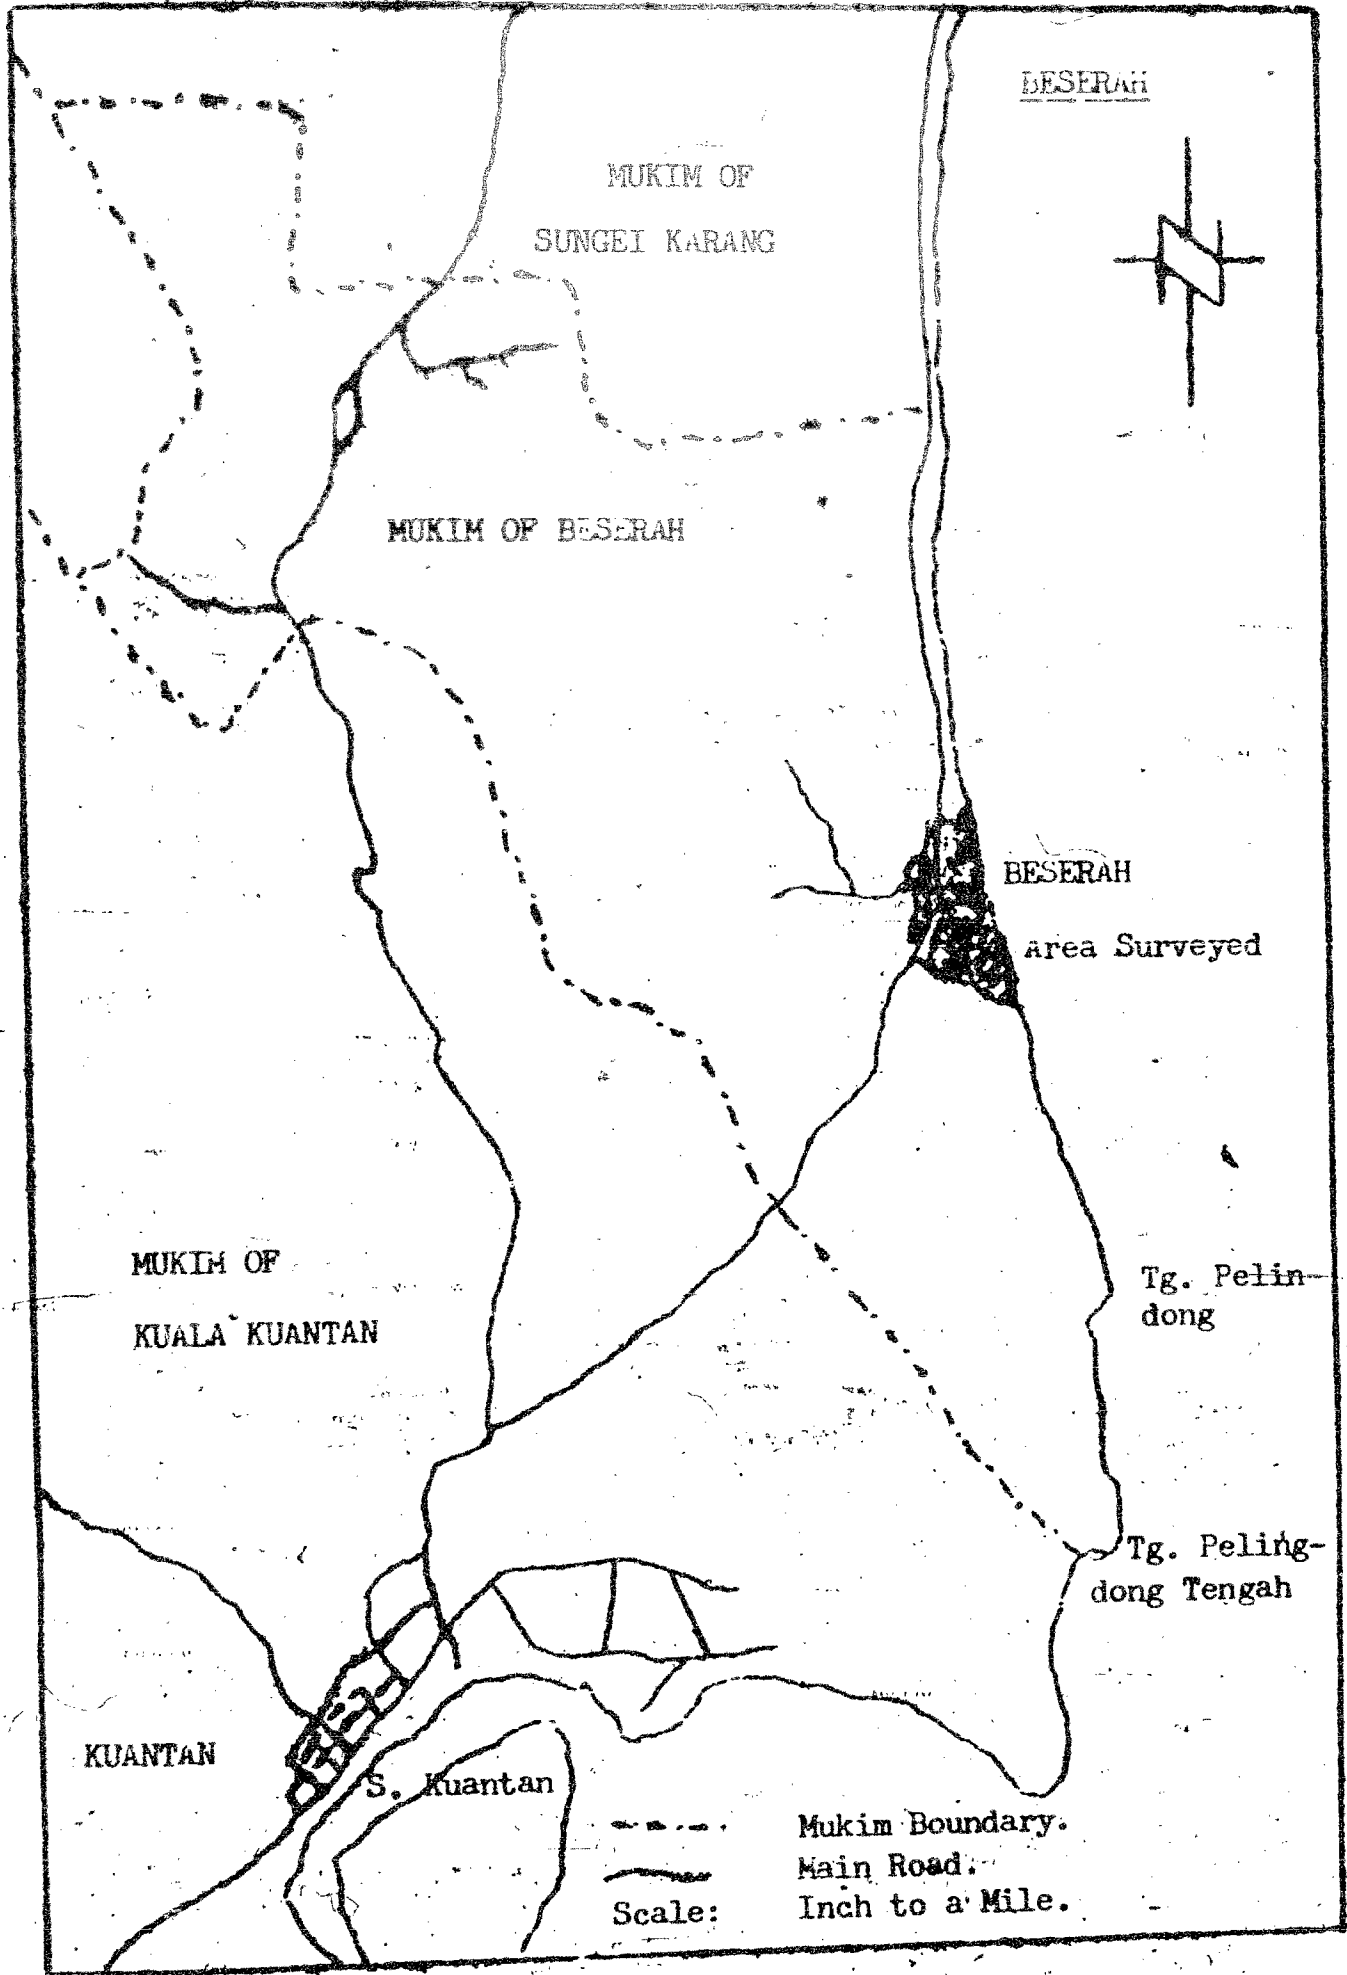 BESERAH
MUKIM OF
SUNGEI KARANG
MUKIM OF BESERAH
BESERAH
Area Surveyed
MUKIM OF
KUALA KUANTAN
Tg. Pelin-
dong
Tg. Peling-
dong Tengah
KUANTAN
S. Kuantan
Mukim Boundary.
Main Road.
Scale: Inch to a Mile.